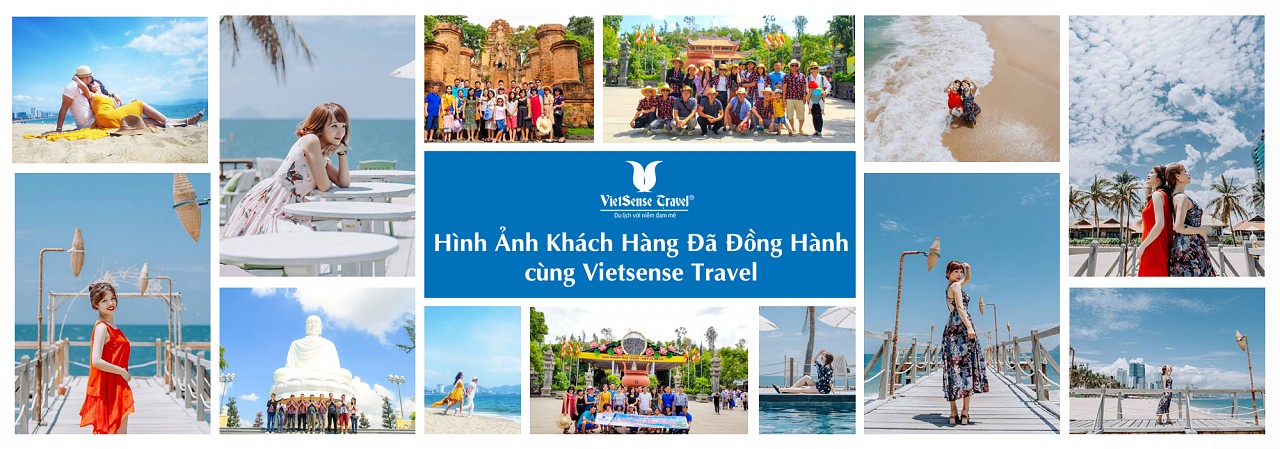 VietSense Travel®
Du lịch với niềm đam mê
Hình Ảnh Khách Hàng Đã Đồng Hành
cùng Vietsense Travel